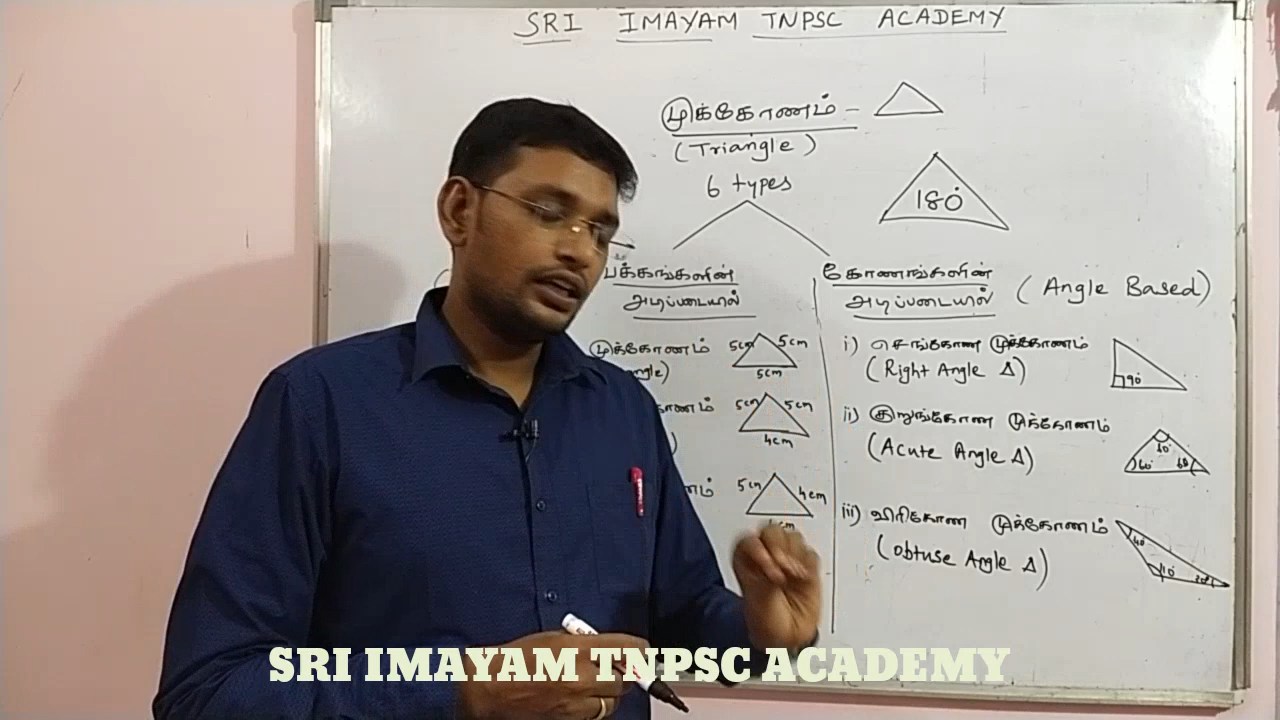 SRI IMAYAM TNPSC ACADEMY
முக்கோணம் -
(Triangle)
6 types
180°
பக்கங்களின்
அடிப்படையில்
கோணங்களின்
அடிப்படையில்
(Angle Based)
முக்கோணம்
5cm 5cm
5cm
5cm 5cm
4cm
5cm 4cm
i) செங்கோண முக்கோணம்
(Right Angle Δ)
90°
ii) குறுங்கோண முக்கோணம்
(Acute Angle Δ)
60°
60°
iii) விரிகோண முக்கோணம்
(Obtuse Angle Δ)
40°
SRI IMAYAM TNPSC ACADEMY